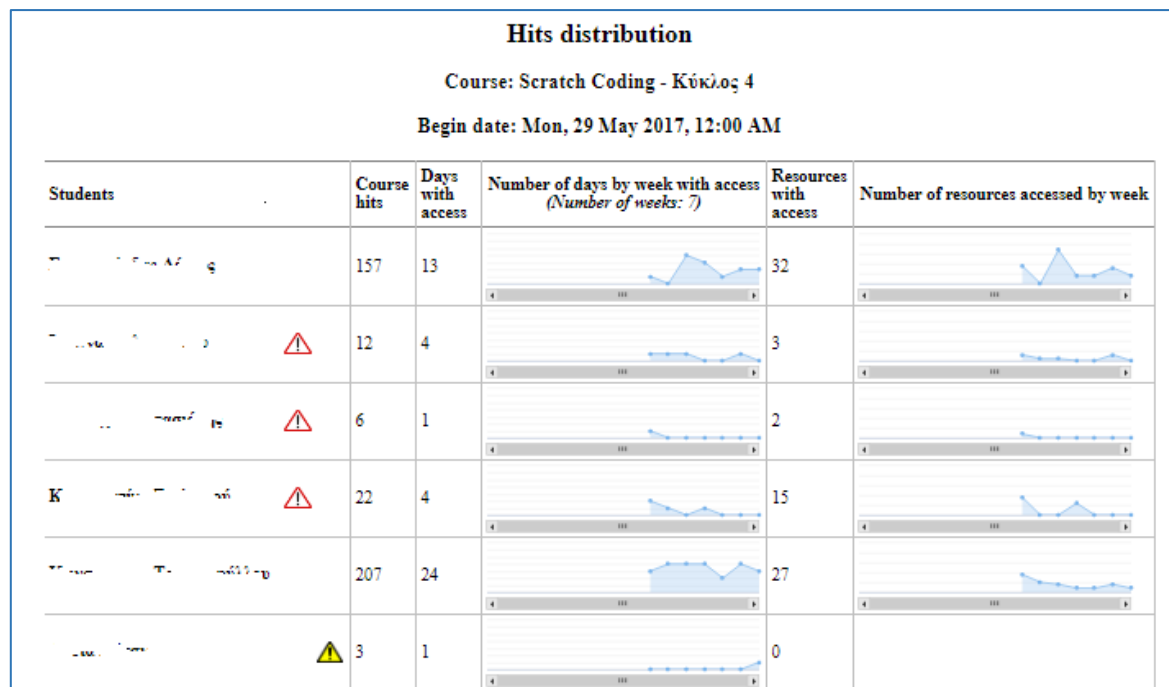 Hits distribution
Course: Scratch Coding - Κύκλος 4
Begin date: Mon, 29 May 2017, 12:00 AM
Students
Course hits
Days with access
Number of days by week with access
(Number of weeks: 7)
Resources with access
Number of resources accessed by week
157 13 32
12 4 3
6 1 2
22 4 15
207 24 27
3 1 0